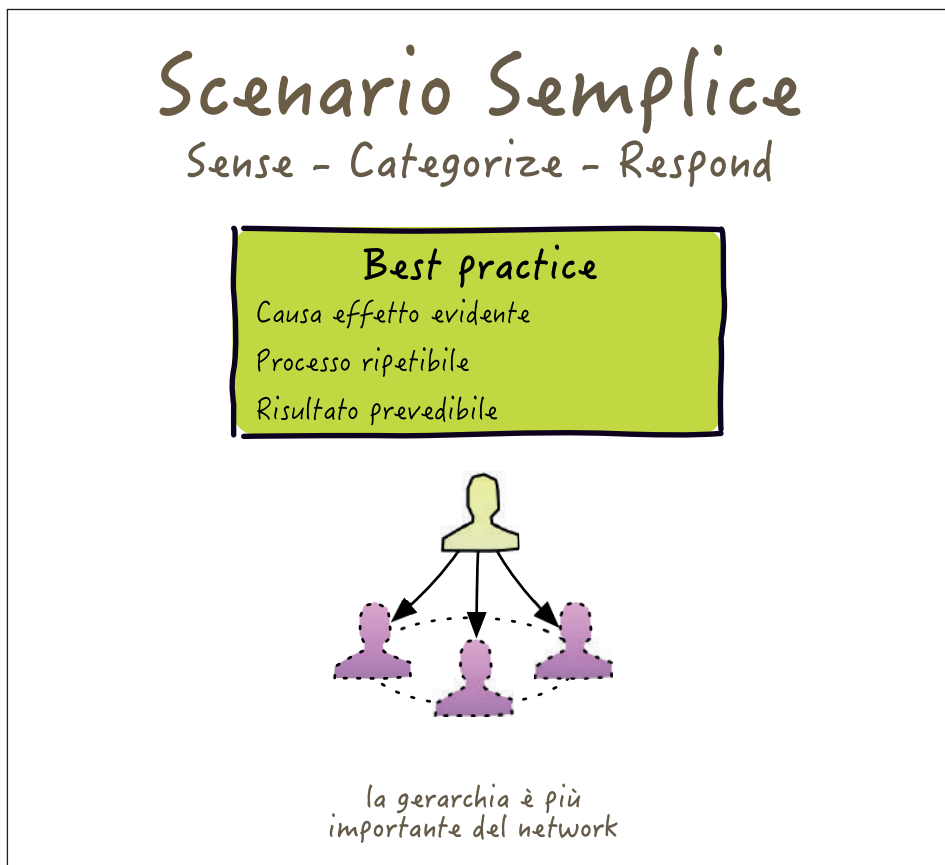 Scenario Semplice
Sense - Categorize - Respond
Best practice
Causa effetto evidente
Processo ripetibile
Risultato prevedibile
la gerarchia è più
importante del network